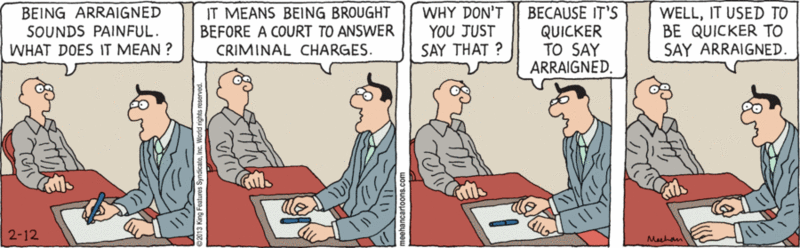 BEING ARRAIGNED
SOUNDS PAINFUL.
WHAT DOES IT MEAN?
2-12
©2013 King Features Syndicate, Inc. World rights reserved.
IT MEANS BEING BROUGHT
BEFORE A COURT TO ANSWER
CRIMINAL CHARGES.
meehancartoons.com
WHY DON'T
YOU JUST
SAY THAT?
BECAUSE IT'S
QUICKER
TO SAY
ARRAIGNED.
WELL, IT USED TO
BE QUICKER TO
SAY ARRAIGNED.
Meehan